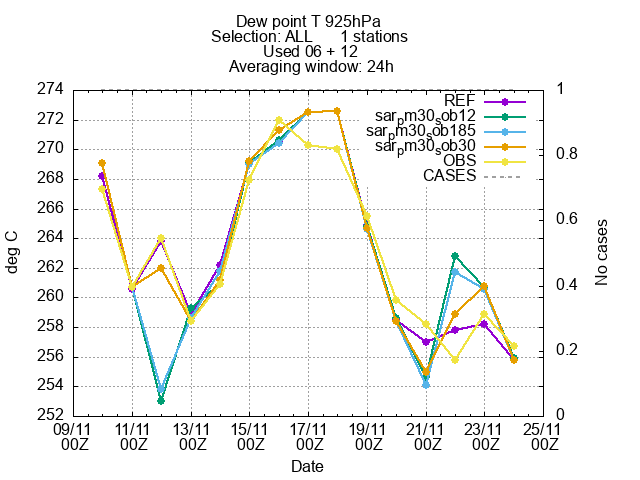 Dew point T 925hPa
Selection: ALL 1 stations
Used 06 + 12
Averaging window: 24h
274
272
270
268
266
264
262
260
258
256
254
252
deg C
1
0.8
0.6
0.4
0.2
0
No cases
REF
sarpm30sob12
sarpm30sob185
sarpm30sob30
OBS
CASES
09/11 11/11 13/11 15/11 17/11 19/11 21/11 23/11 25/11
00Z 00Z 00Z 00Z 00Z 00Z 00Z 00Z 00Z
Date